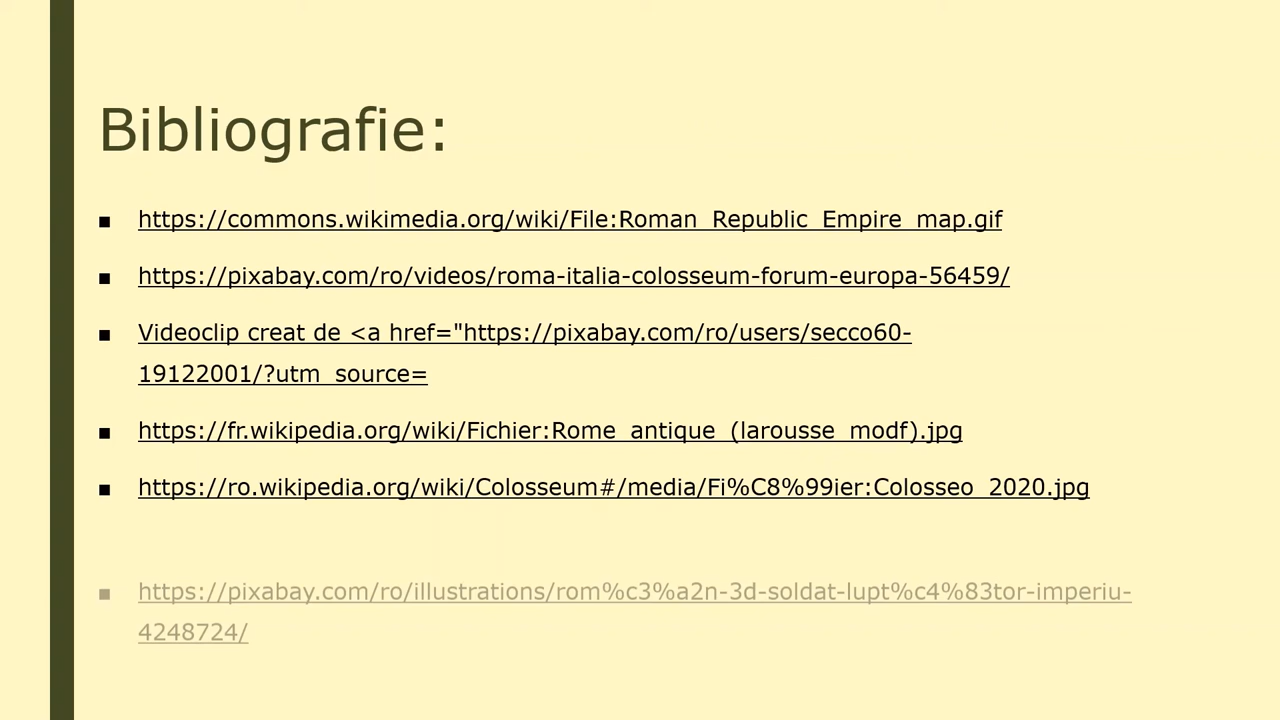 Bibliografie:
https://commons.wikimedia.org/wiki/File:Roman_Republic_Empire_map.gif
https://pixabay.com/ro/videos/roma-italia-colosseum-forum-europa-56459/
Videoclip creat de <a href="https://pixabay.com/ro/users/secco60-
19122001/?utm_source=
https://fr.wikipedia.org/wiki/Fichier:Rome_antique_(larousse_modf).jpg
https://ro.wikipedia.org/wiki/Colosseum#/media/Fi%C8%99ier:Colosseo_2020.jpg
https://pixabay.com/ro/illustrations/rom%c3%a2n-3d-soldat-lupt%c4%83tor-imperiu-
4248724/